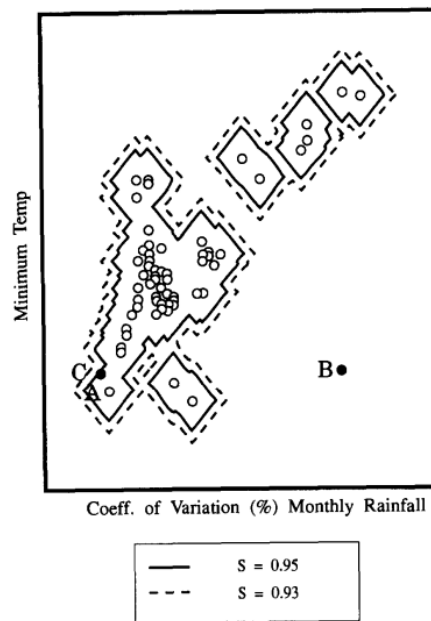 Minimum Temp
C
A
B
Coeff. of Variation (%) Monthly Rainfall
S = 0.95
S = 0.93